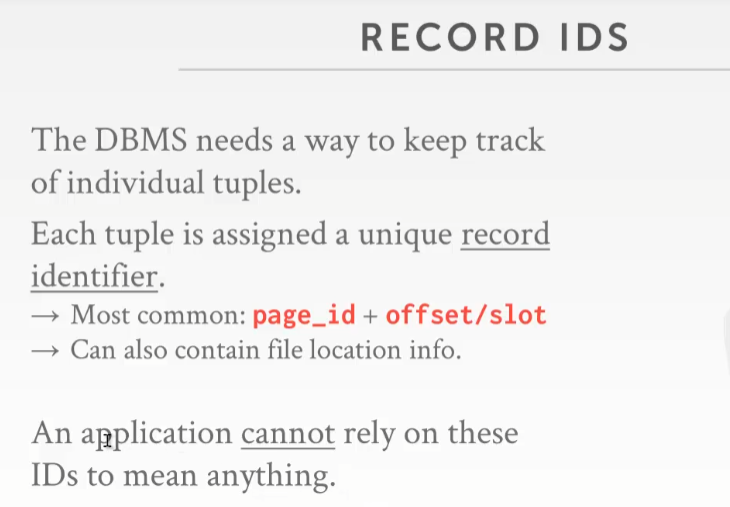 RECORD IDS
The DBMS needs a way to keep track
of individual tuples.
Each tuple is assigned a unique record
identifier.
→ Most common: page_id + offset/slot
→ Can also contain file location info.
An application cannot rely on these
IDs to mean anything.